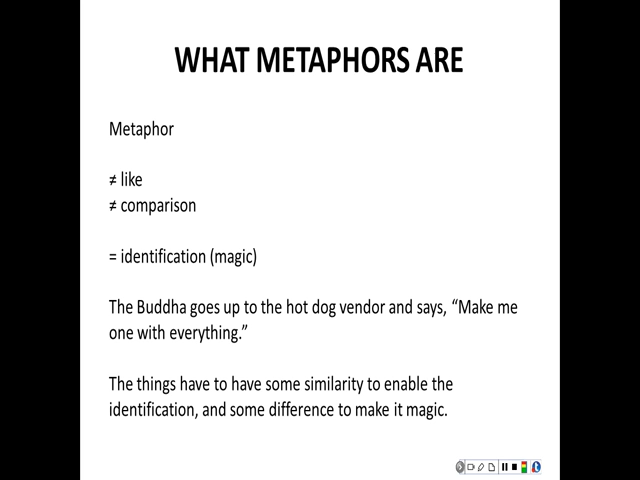 WHAT METAPHORS ARE
Metaphor
≠ like
≠ comparison
= identification (magic)
The Buddha goes up to the hot dog vendor and says, “Make me
one with everything.”
The things have to have some similarity to enable the
identification, and some difference to make it magic.